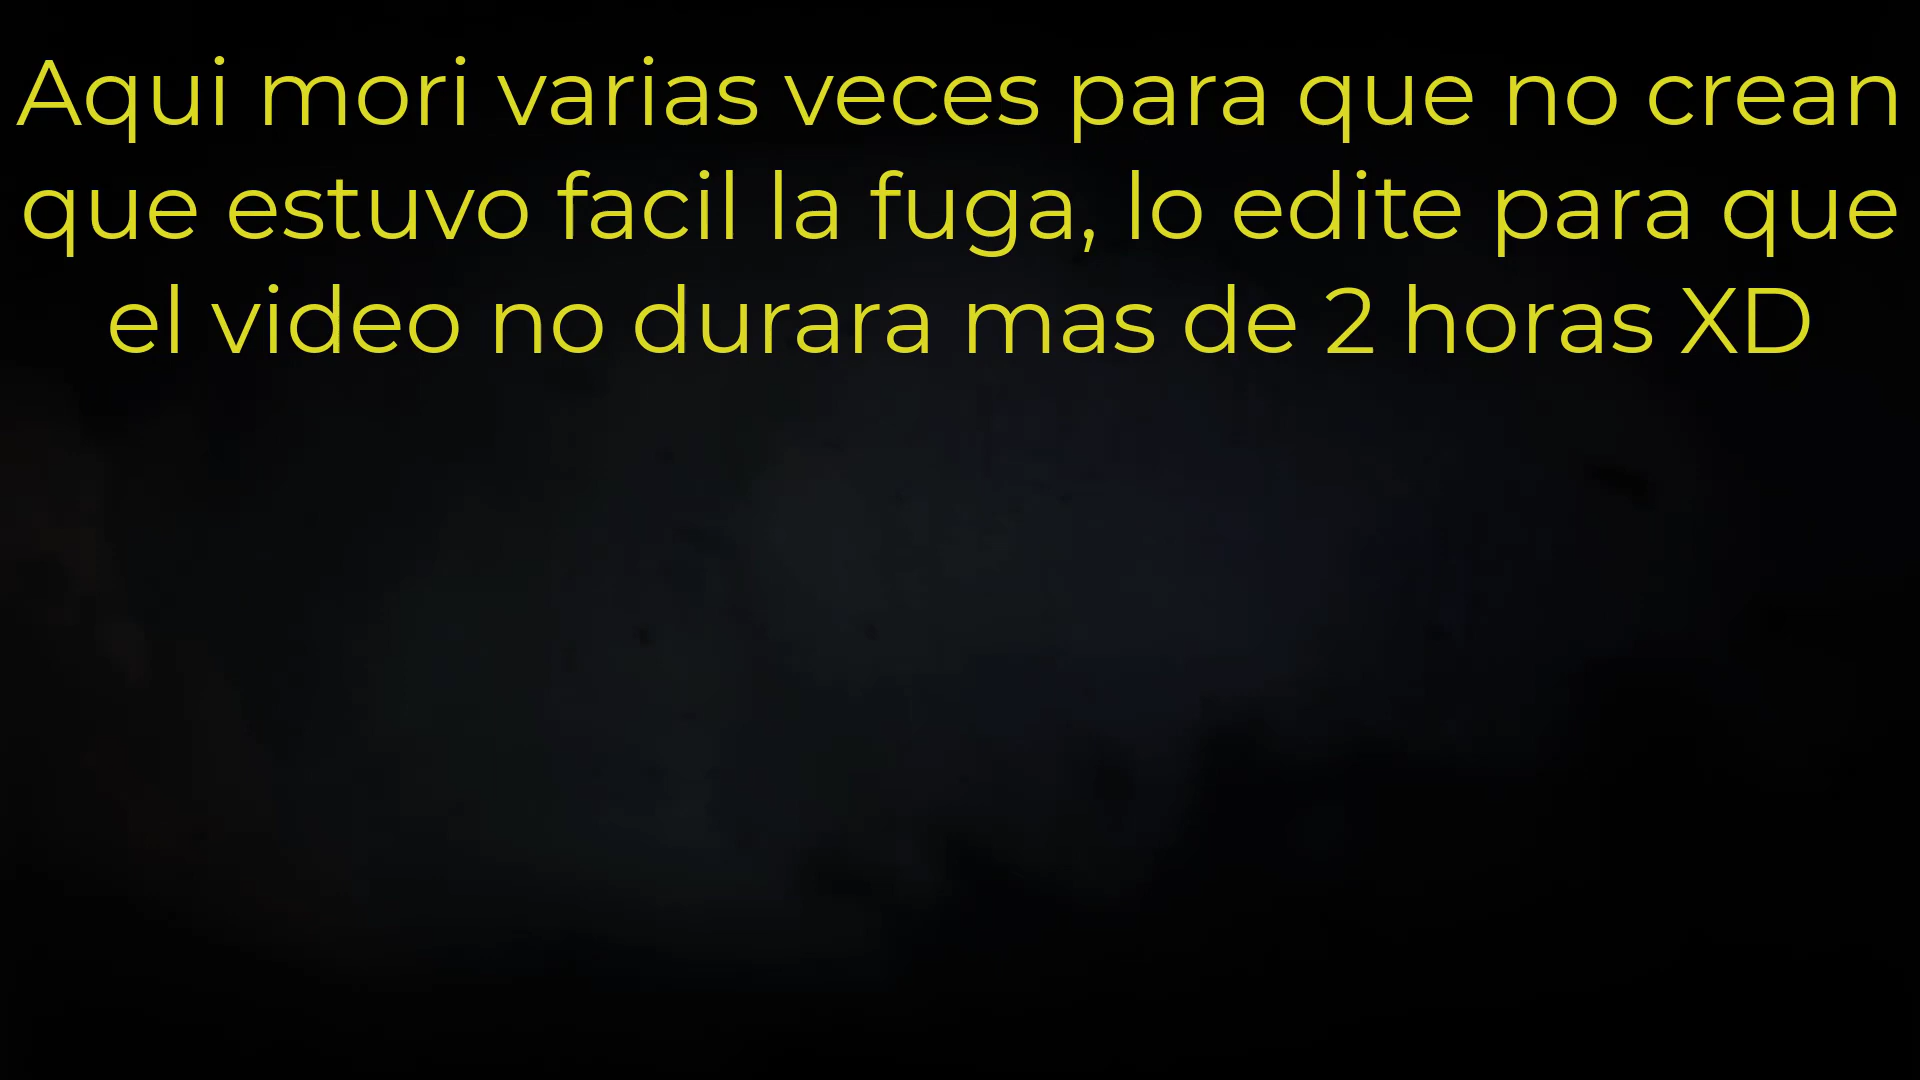 Aqui mori varias veces para que no crean
que estuvo facil la fuga, lo edite para que
el video no durara mas de 2 horas XD